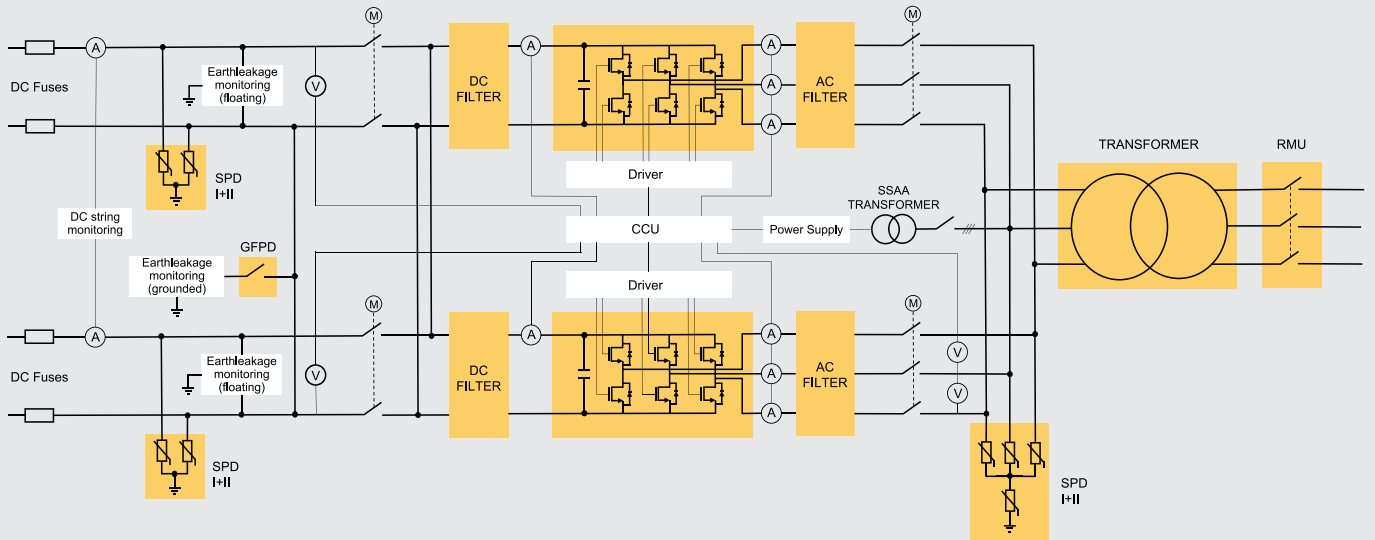 M
M
A
A
A
DC Fuses
Earthleakage
monitoring
(floating)
V
DC
FILTER
A
AC
FILTER
A
SPD
I+II
Driver
TRANSFORMER
RMU
SSAA
TRANSFORMER
DC string
monitoring
CCU
Power Supply
GFPD
Earthleakage
monitoring
(grounded)
Driver
M
M
A
A
A
DC Fuses
Earthleakage
monitoring
(floating)
V
DC
FILTER
A
AC
FILTER
V
V
A
SPD
I+II
SPD
I+II